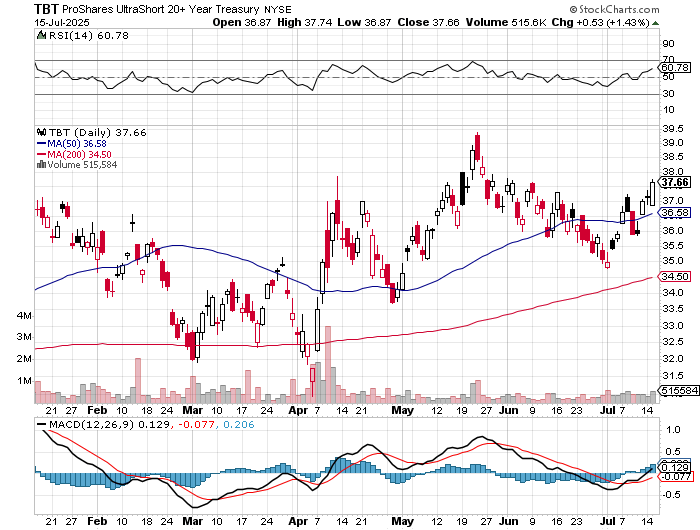 TBT ProShares UltraShort 20+ Year Treasury NYSE
© StockCharts.com
15-Jul-2025
Open 36.87 High 37.74 Low 36.87 Close 37.66 Volume 515.6K Chg +0.53 (+1.43%)
RSI(14) 60.78
90
70
60.78
50
30
10
TBT (Daily) 37.66
MA(50) 36.58
MA(200) 34.50
Volume 515,584
39.5
39.0
38.5
38.0
37.66
37.0
36.58
36.0
35.5
35.0
34.50
34.0
33.5
33.0
32.5
32.0
31.5
515584
4M
3M
2M
1M
21 27 Feb 10 18 24 Mar 10 17 24 Apr 7 14 21 May 12 19 27 Jun 9 16 23 Jul 7 14
MACD(12,26,9) 0.129, -0.077, 0.206
1.0
0.5
0.129
-0.077
-0.5
21 27 Feb 10 18 24 Mar 10 17 24 Apr 7 14 21 May 12 19 27 Jun 9 16 23 Jul 7 14